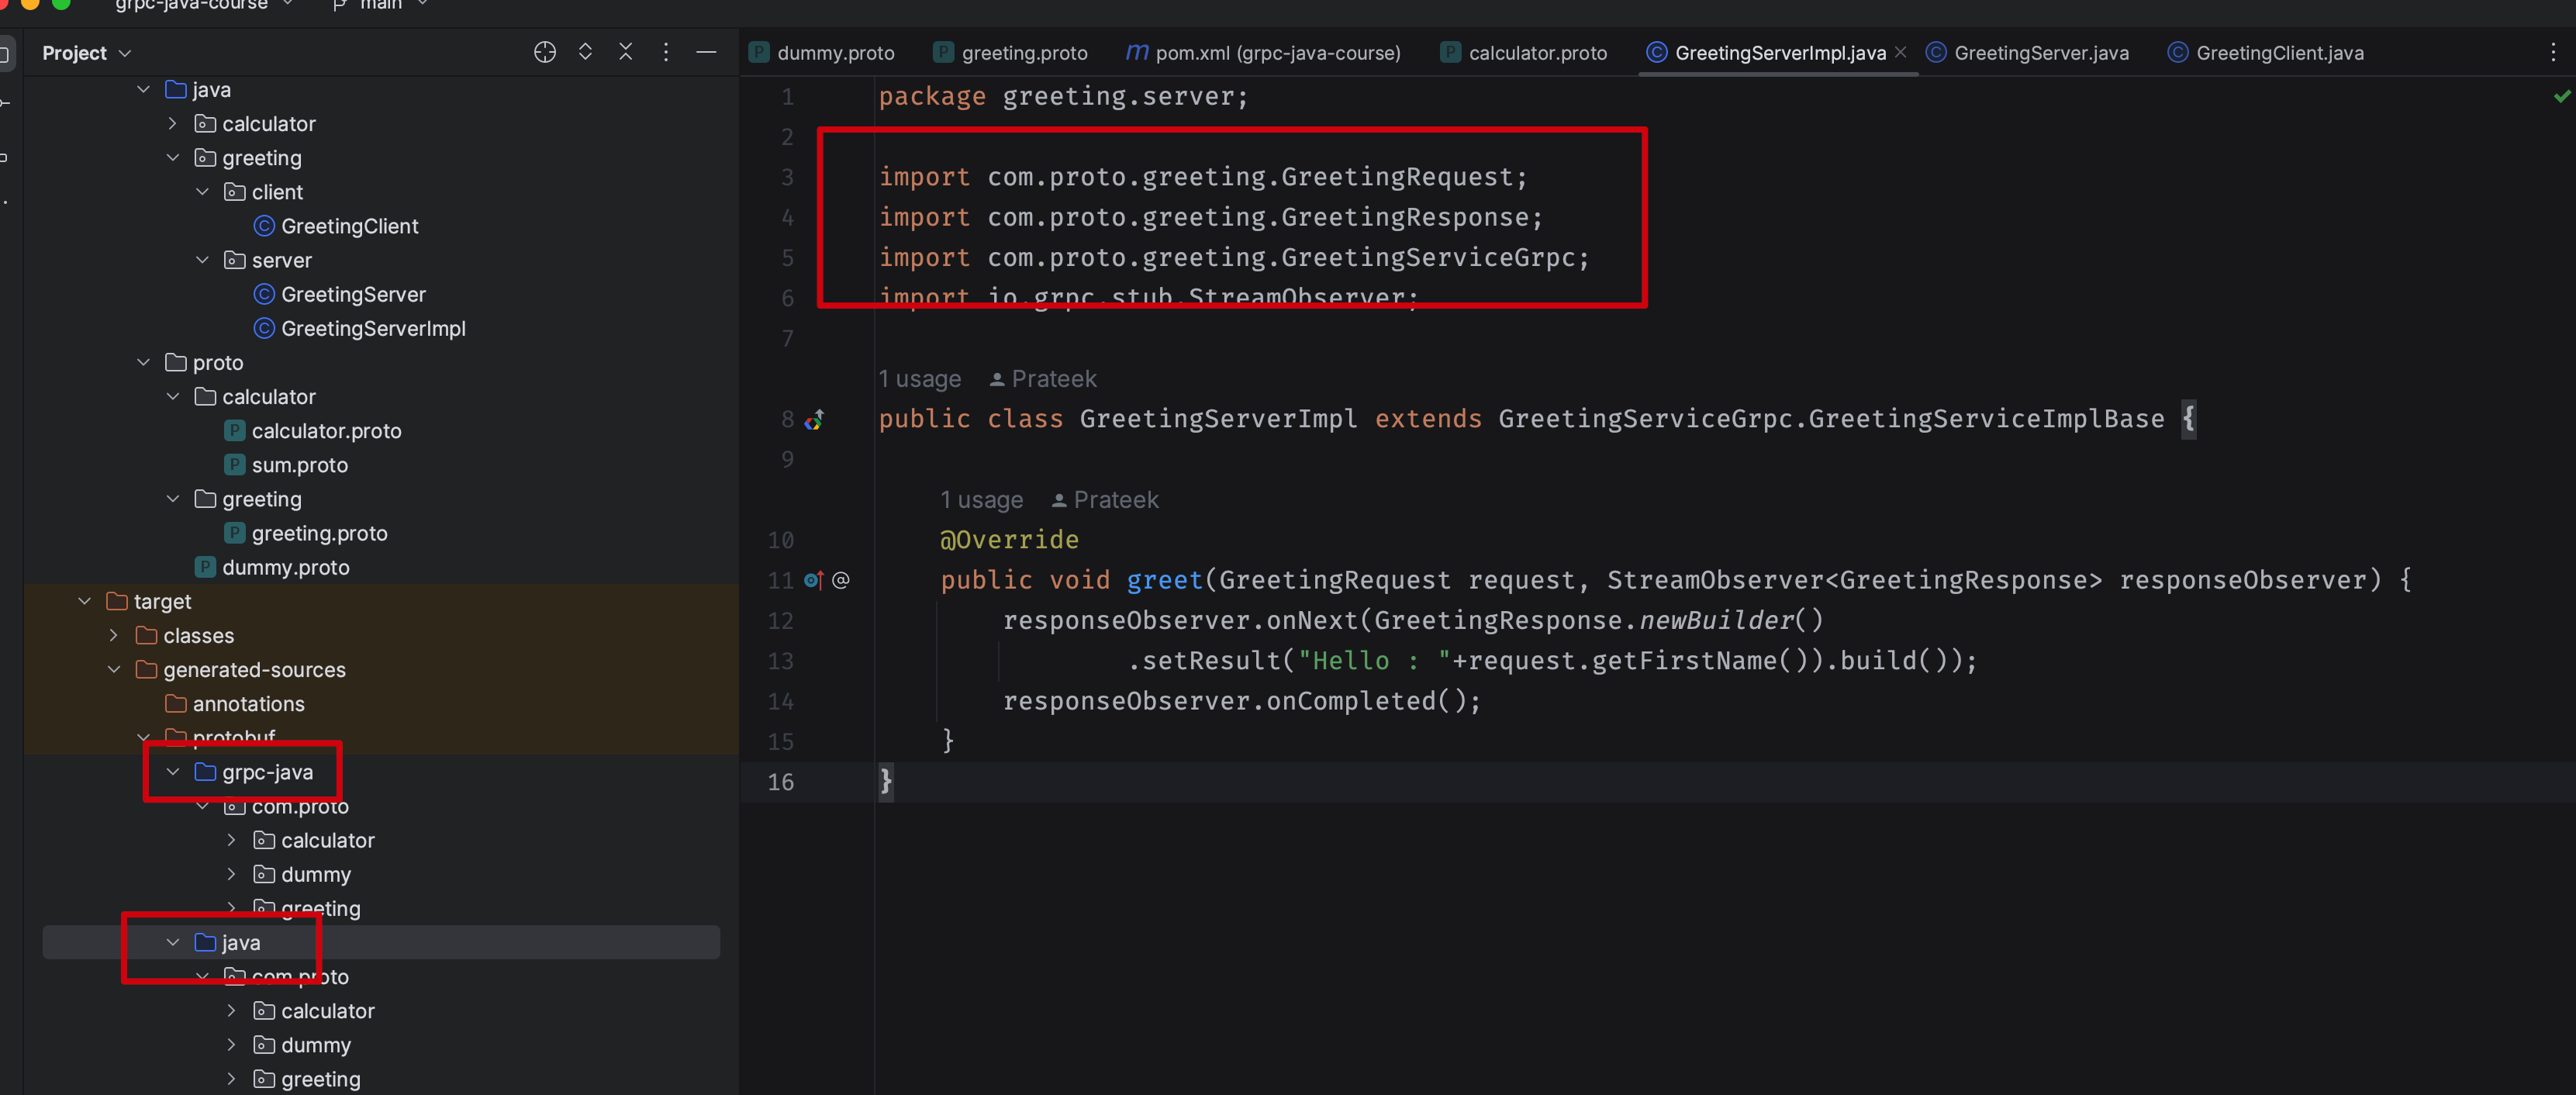 grpc-java-course
main
Project
java
calculator
greeting
client
GreetingClient
server
GreetingServer
GreetingServerImpl
proto
calculator
calculator.proto
sum.proto
greeting
greeting.proto
dummy.proto
target
classes
generated-sources
annotations
protobuf
grpc-java
com.proto
calculator
dummy
greeting
java
com.proto
calculator
dummy
greeting
dummy.proto greeting.proto pom.xml (grpc-java-course) calculator.proto GreetingServerImpl.java GreetingServer.java GreetingClient.java
1 package greeting.server;
2
3 import com.proto.greeting.GreetingRequest;
4 import com.proto.greeting.GreetingResponse;
5 import com.proto.greeting.GreetingServiceGrpc;
6 import io.grpc.stub.StreamObserver;
7
1 usage Prateek
8 public class GreetingServerImpl extends GreetingServiceGrpc.GreetingServiceImplBase {
9
1 usage Prateek
10 @Override
11 @ public void greet(GreetingRequest request, StreamObserver<GreetingResponse> responseObserver) {
12 responseObserver.onNext(GreetingResponse.newBuilder()
13 .setResult("Hello : "+request.getFirstName()).build());
14 responseObserver.onCompleted();
15 }
16 }